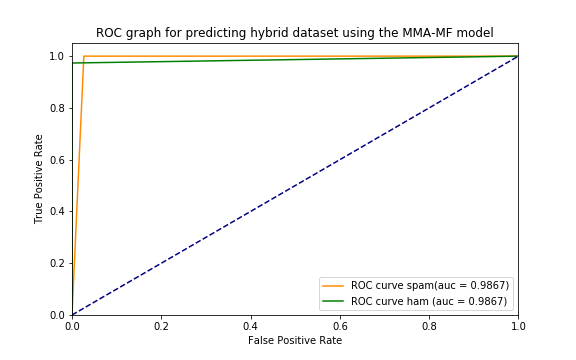 ROC graph for predicting hybrid dataset using the MMA-MF model
1.0
0.8
0.6
0.4
0.2
0.0
True Positive Rate
ROC curve spam(auc = 0.9867)
ROC curve ham (auc = 0.9867)
0.0 0.2 0.4 0.6 0.8 1.0
False Positive Rate